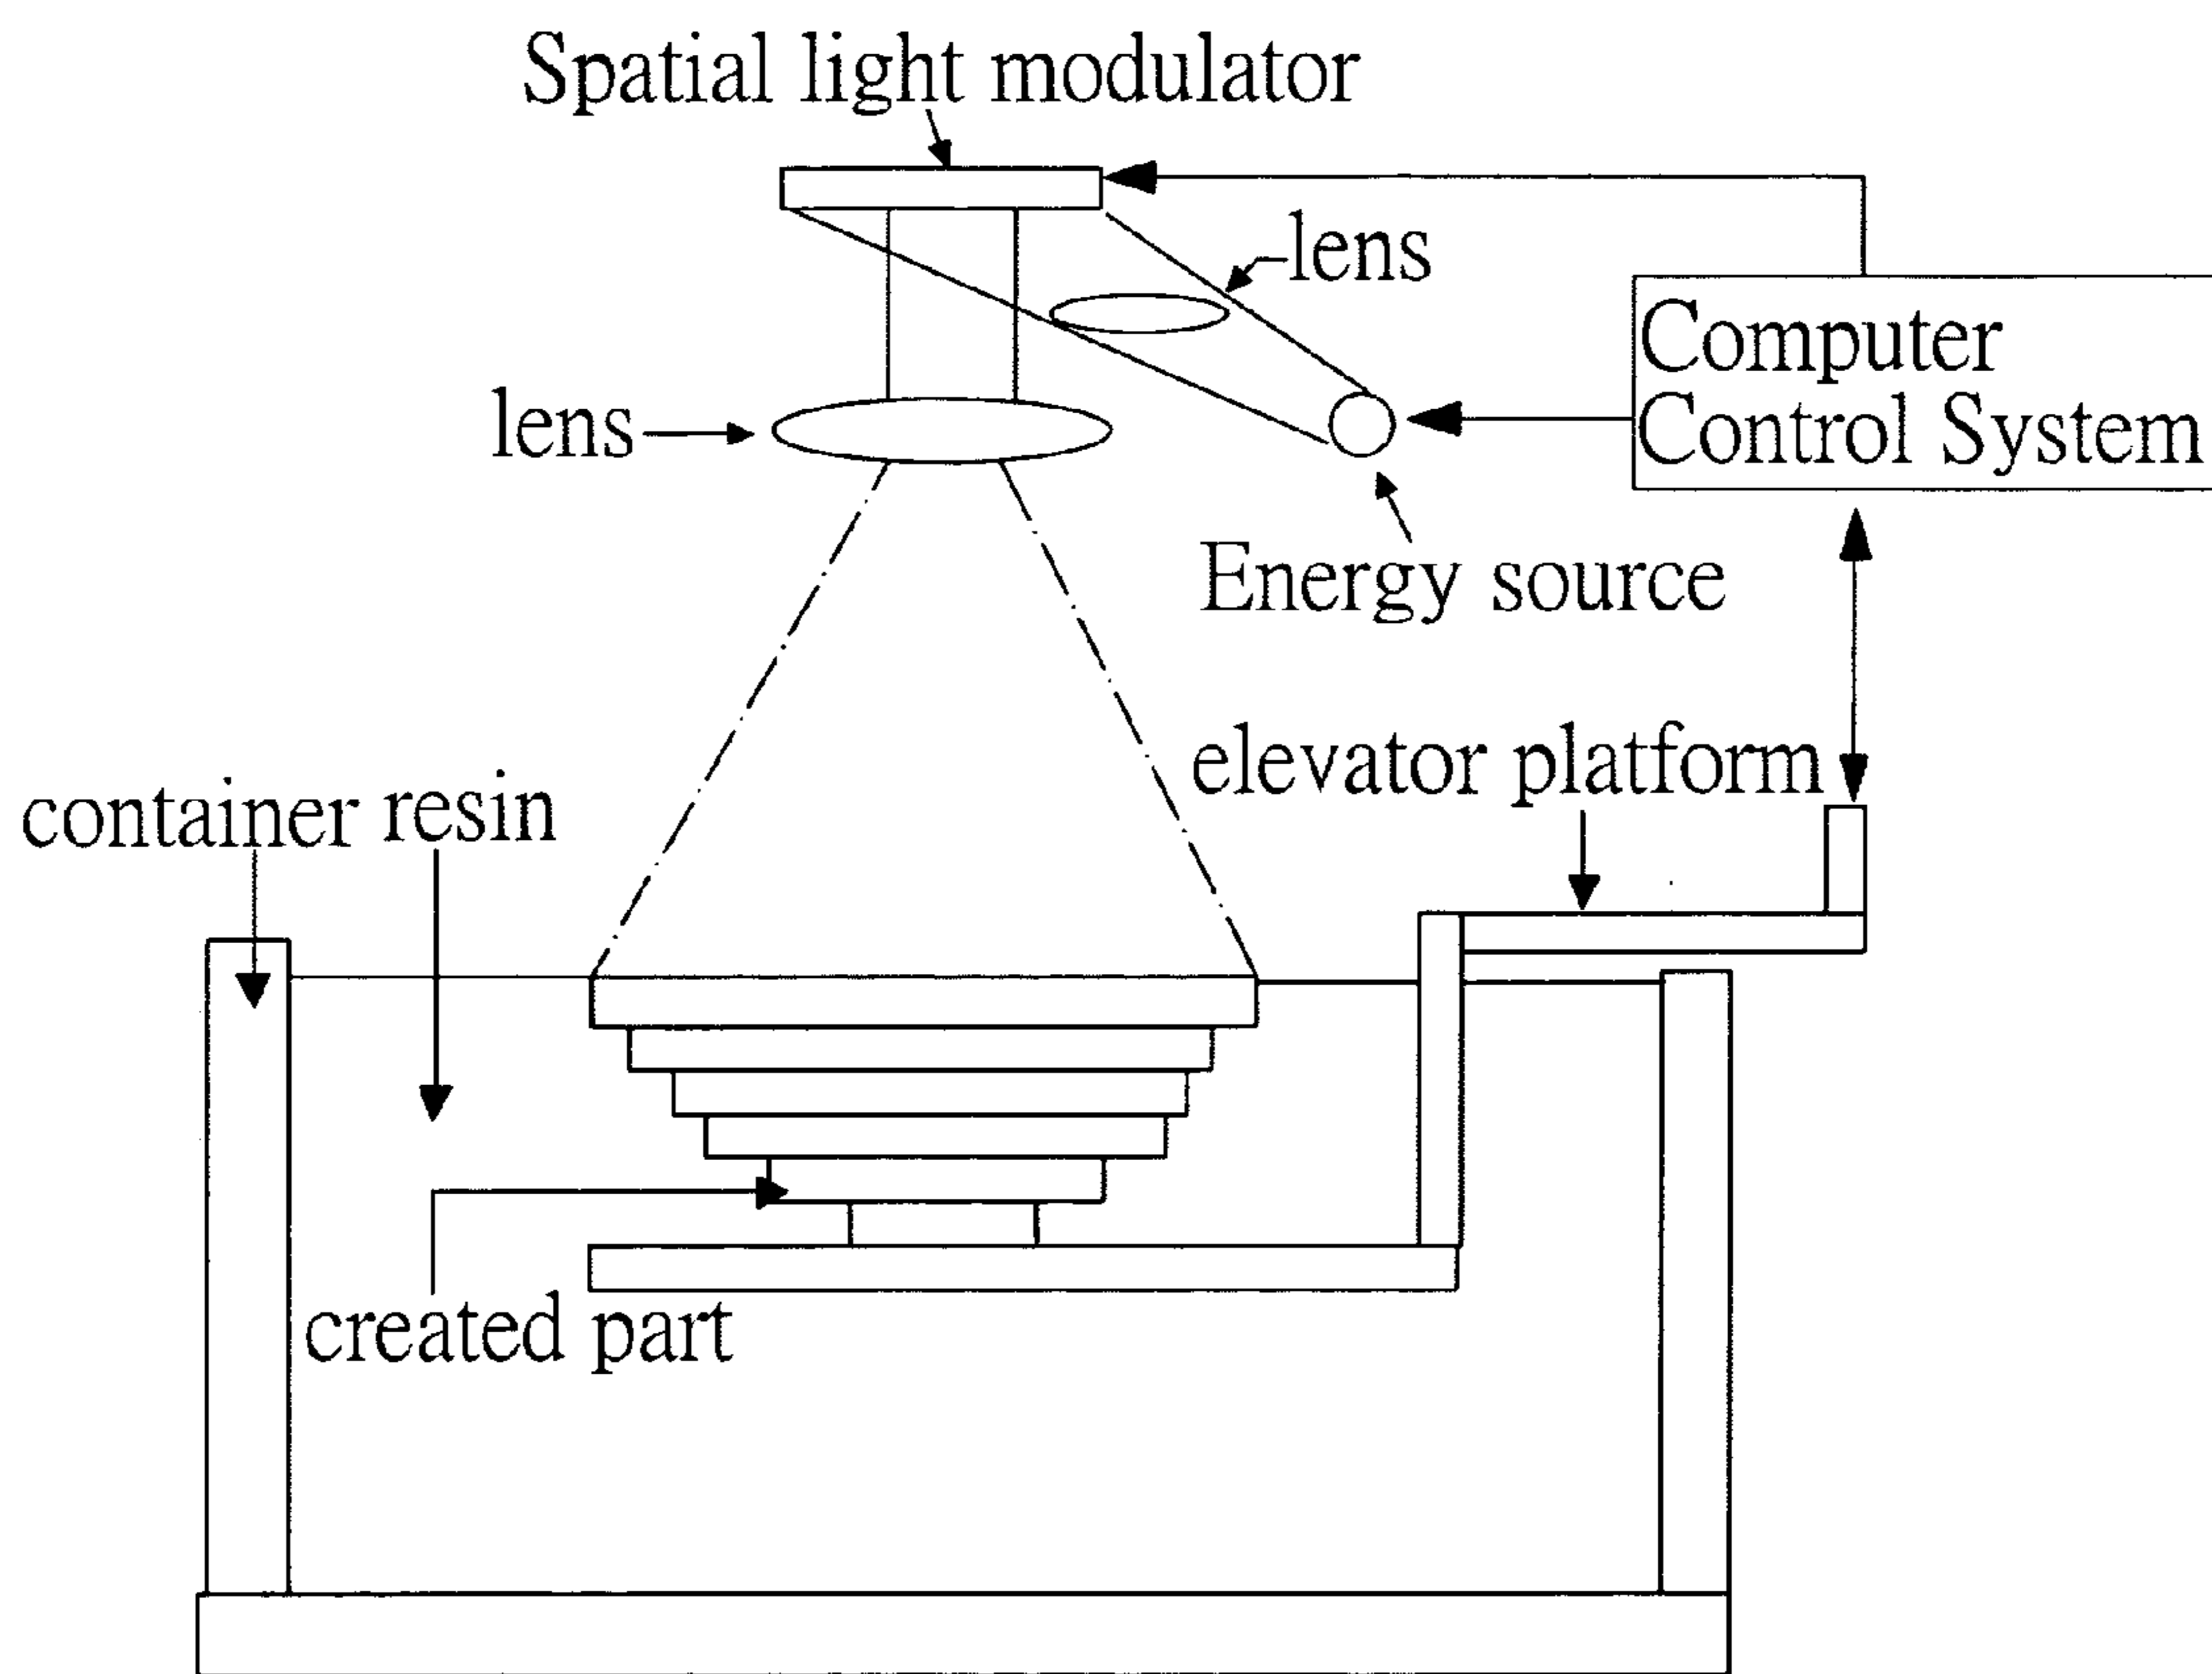 Spatial light modulator
lens
lens
Computer
Control System
Energy source
elevator platform
container resin
created part